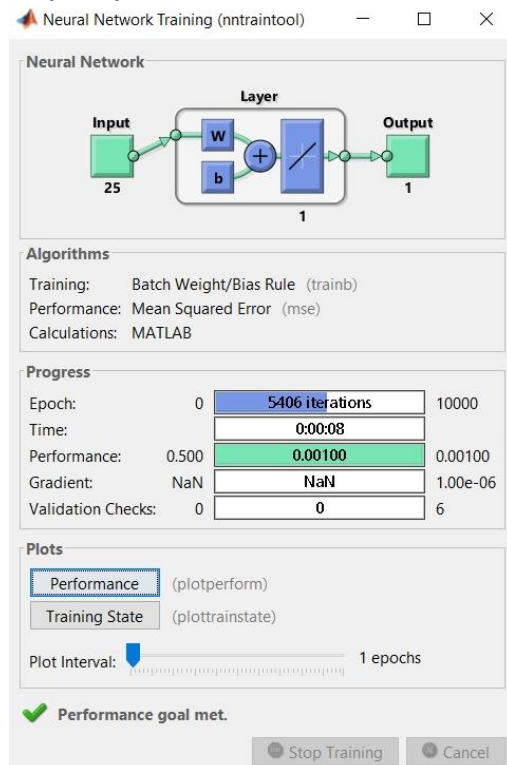 Neural Network Training (nntraintool)
Neural Network
Layer
Input
Output
W
b
+
25
1
1
Algorithms
Training: Batch Weight/Bias Rule (trainb)
Performance: Mean Squared Error (mse)
Calculations: MATLAB
Progress
Epoch: 0 5406 iterations 10000
Time: 0:00:08
Performance: 0.500 0.00100 0.00100
Gradient: NaN NaN 1.00e-06
Validation Checks: 0 0 6
Plots
Performance (plotperform)
Training State (plottrainstate)
Plot Interval: 1 epochs
Performance goal met.
Stop Training Cancel